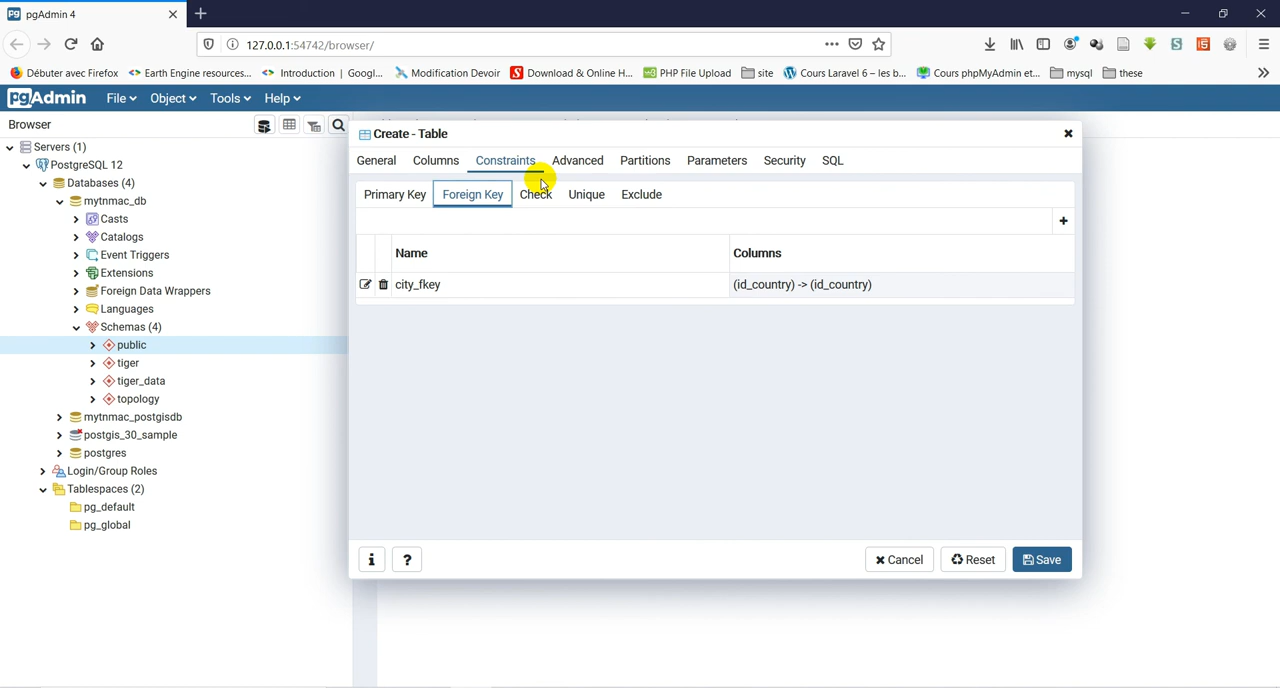 pgAdmin 4
127.0.0.1:54742/browser/
Débuter avec Firefox
Earth Engine resources...
Introduction | Googl...
Modification Devoir
Download & Online H...
PHP File Upload
site
Cours Laravel 6 – les b...
Cours phpMyAdmin et...
mysql
these
pgAdmin
File
Object
Tools
Help
Browser
Servers (1)
PostgreSQL 12
Databases (4)
mytnmac_db
Casts
Catalogs
Event Triggers
Extensions
Foreign Data Wrappers
Languages
Schemas (4)
public
tiger
tiger_data
topology
mytnmac_postgisdb
postgis_30_sample
postgres
Login/Group Roles
Tablespaces (2)
pg_default
pg_global
Create - Table
General
Columns
Constraints
Advanced
Partitions
Parameters
Security
SQL
Primary Key
Foreign Key
Check
Unique
Exclude
Name
Columns
city_fkey
(id_country) -> (id_country)
Cancel
Reset
Save